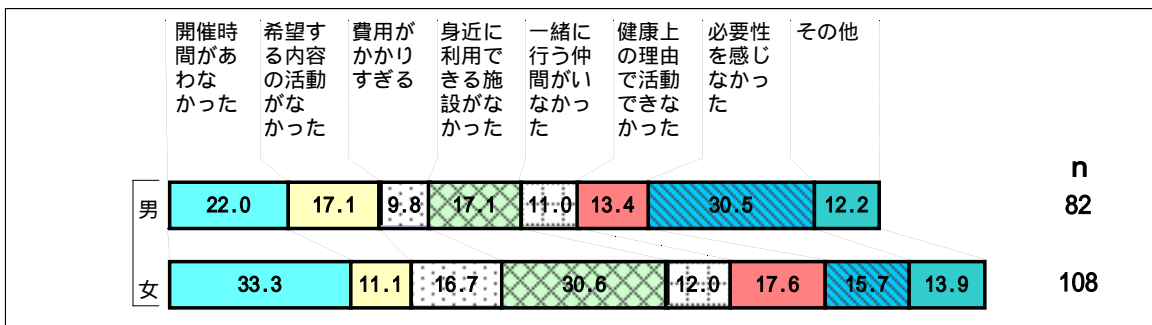 開催時
間があ
わな
かった
希望す
る内容
の活動
がな
かった
費用が
かかり
すぎる
身近に
利用で
きる施
設がな
かった
一緒に
行う仲
間がい
なかっ
た
健康上
の理由
で活動
できな
かった
必要性
を感じ
なかっ
た
その他
n
男 22.0 17.1 9.8 17.1 11.0 13.4 30.5 12.2 82
女 33.3 11.1 16.7 30.6 12.0 17.6 15.7 13.9 108